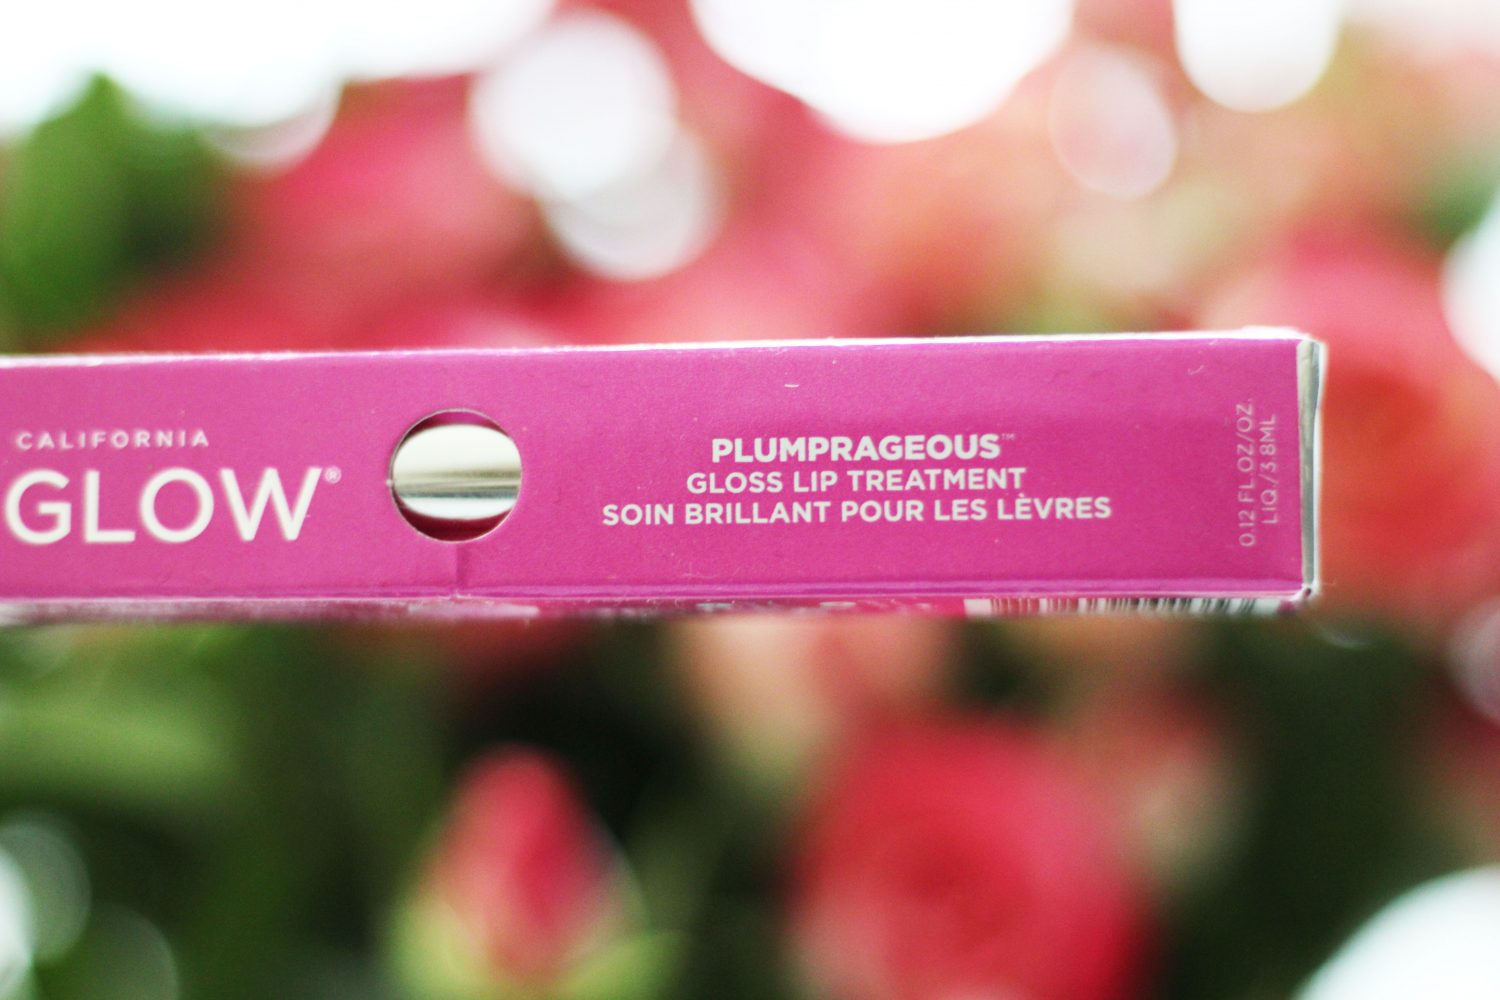 CALIFORNIA
GLOW®
PLUMPRAGEOUS™
GLOSS LIP TREATMENT
SOIN BRILLANT POUR LES LÈVRES
0.12 FL.OZ/OZ.
LIQ./3.8ML